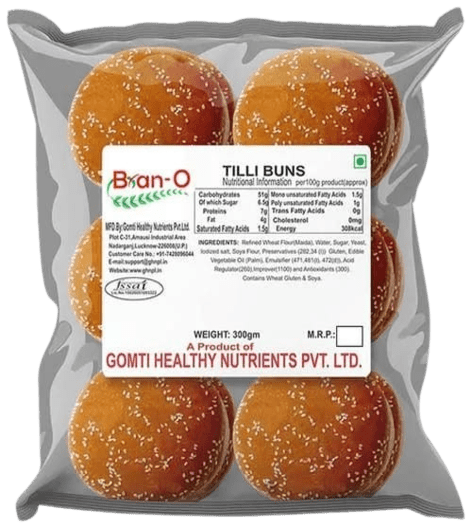 Bran-O
TILLI BUNS
Nutritional Information per100g product(approx)
Carbohydrates 51g Mono unsaturated Fatty Acids 1.5g
Of which Sugar 6.5g Poly unsaturated Fatty Acids 1g
Proteins 7g Trans Fatty Acids 0g
Fat 4g Cholesterol 0mg
Saturated Fatty Acids 1.5g Energy 308kcal
MFD.By:Gomti Healthy Nutrients Pvt.Ltd.
Plot C-31,Amausi Industrial Area
Nadarganj,Lucknow-226008(U.P.)
Customer Care No.: +91-7429096044
E-mail:support@ghnpl.in
Website:www.ghnpl.in
fssai
INGREDIENTS: Refined Wheat Flour(Maida), Water, Sugar, Yeast,
Iodized salt, Soya Flour, Preservatives (282,34 (i)) Gluten, Edible
Vegetable Oil (Palm), Emulsifier (471,481(i), 472(i)), Acid
Regulator(260),Improver(1100) and Antioxidants (300).
Contains Wheat Gluten & Soya.
WEIGHT: 300gm M.R.P.:
A Product of
GOMTI HEALTHY NUTRIENTS PVT. LTD.